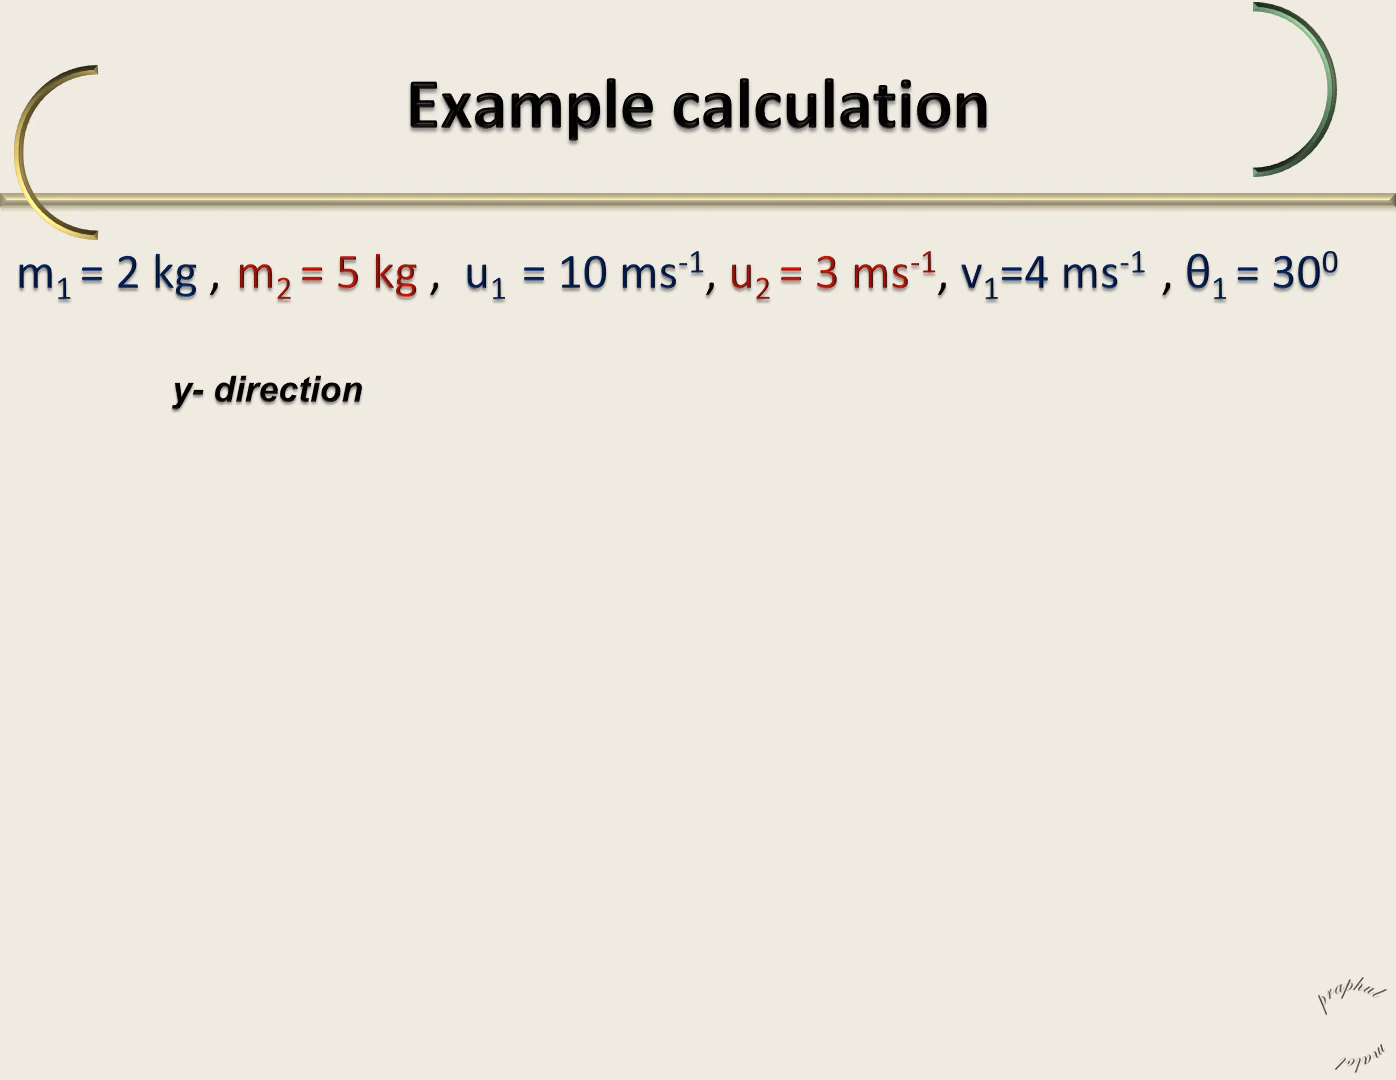 Example calculation
m₁ = 2 kg , m₂ = 5 kg , u₁ = 10 ms⁻¹, u₂ = 3 ms⁻¹, v₁=4 ms⁻¹ , θ₁ = 30⁰
y- direction
praphul